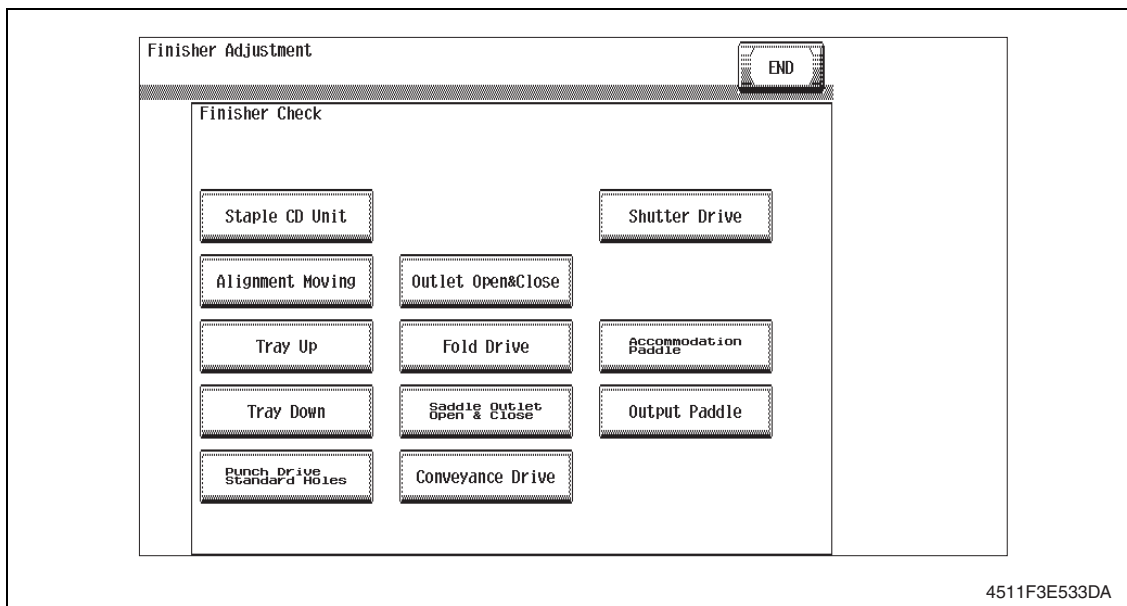 Finisher Adjustment
END
Finisher Check
Staple CD Unit
Shutter Drive
Alignment Moving
Outlet Open&Close
Tray Up
Fold Drive
Accommodation
Paddle
Tray Down
Saddle Outlet
Open & Close
Output Paddle
Punch Drive
Standard Holes
Conveyance Drive
4511F3E533DA